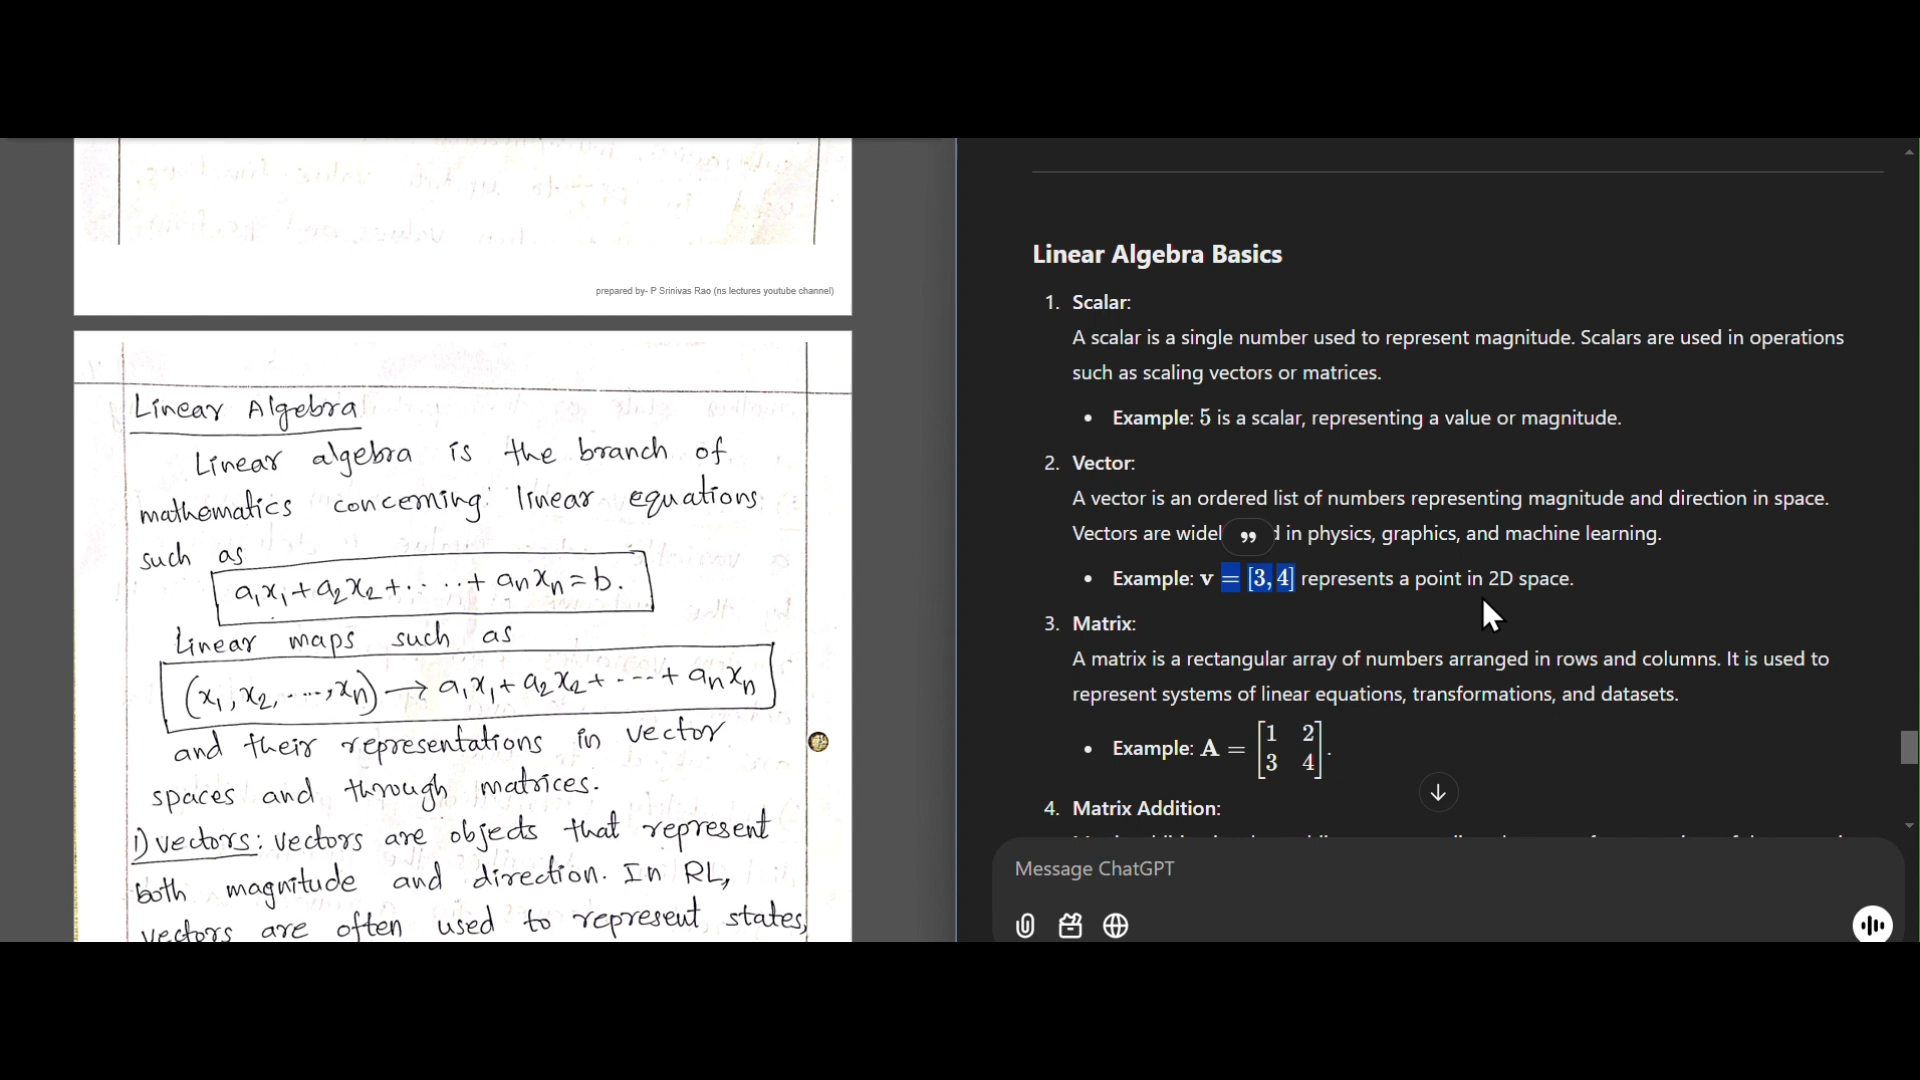 prepared by- P Srinivas Rao (ns lectures youtube channel)
Linear Algebra
Linear algebra is the branch of
mathematics concerning linear equations
such as
a₁x₁+a₂x₂+.....+ aₙxₙ=b.
Linear maps such as
(x₁,x₂,.....,xₙ)→a₁x₁+a₂x₂+----+aₙxₙ
and their representations in vector
spaces and through matrices.
1) vectors: vectors are objects that represent
both magnitude and direction. In RL,
vectors are often used to represent states,
Linear Algebra Basics
1. Scalar:
A scalar is a single number used to represent magnitude. Scalars are used in operations
such as scaling vectors or matrices.
• Example: 5 is a scalar, representing a value or magnitude.
2. Vector:
A vector is an ordered list of numbers representing magnitude and direction in space.
Vectors are widel in physics, graphics, and machine learning.
• Example: v = [3, 4] represents a point in 2D space.
3. Matrix:
A matrix is a rectangular array of numbers arranged in rows and columns. It is used to
represent systems of linear equations, transformations, and datasets.
• Example: A = [1 2
3 4].
4. Matrix Addition:
Message ChatGPT